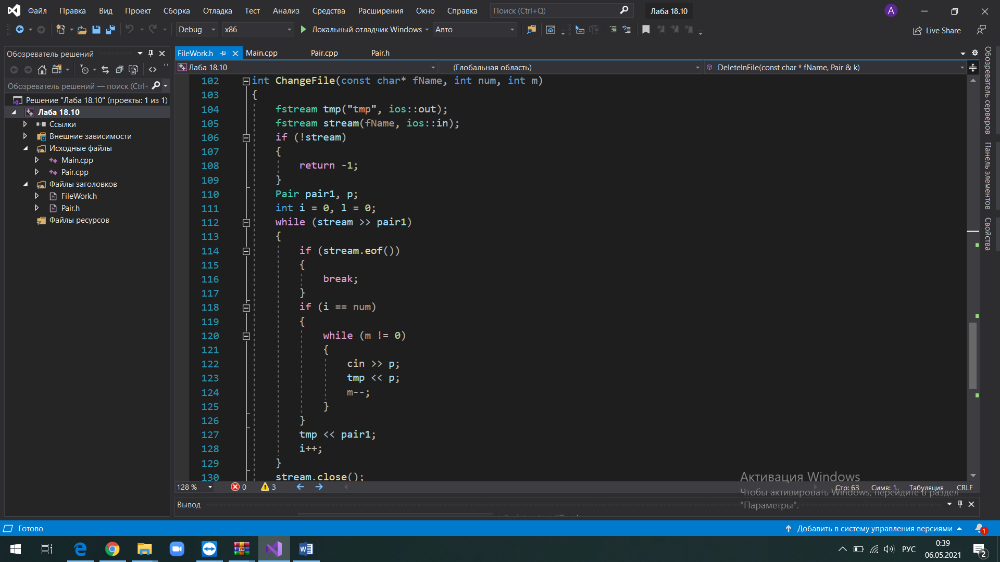 Файл Правка Вид Проект Сборка Отладка Тест Анализ Средства Расширения Окно Справка Поиск (Ctrl+Q) Лаба 18.10 A
Debug x86 Локальный отладчик Windows Авто Live Share
Обозреватель решений
Обозреватель решений — поиск (Ctrl+
Решение "Лаба 18.10" (проекты: 1 из 1)
Лаба 18.10
Ссылки
Внешние зависимости
Исходные файлы
Main.cpp
Pair.cpp
Файлы заголовков
FileWork.h
Pair.h
Файлы ресурсов
FileWork.h Main.cpp Pair.cpp Pair.h
Лаба 18.10 (Глобальная область) DeleteInFile(const char * fName, Pair & k)
102 int ChangeFile(const char* fName, int num, int m)
103 {
104 fstream tmp("tmp", ios::out);
105 fstream stream(fName, ios::in);
106 if (!stream)
107 {
108 return -1;
109 }
110 Pair pair1, p;
111 int i = 0, l = 0;
112 while (stream >> pair1)
113 {
114 if (stream.eof())
115 {
116 break;
117 }
118 if (i == num)
119 {
120 while (m != 0)
121 {
122 cin >> p;
123 tmp << p;
124 m--;
125 }
126 }
127 tmp << pair1;
128 i++;
129 }
130 stream.close();
128 % 0 3 Стр: 63 Симв: 1 Табуляция CRLF
Вывод
Обозреватель серверов
Панель элементов
Свойства
Активация Windows
Чтобы активировать Windows, перейдите в раздел
"Параметры".
Готово Добавить в систему управления версиями 1
РУС 0:39
06.05.2021 2